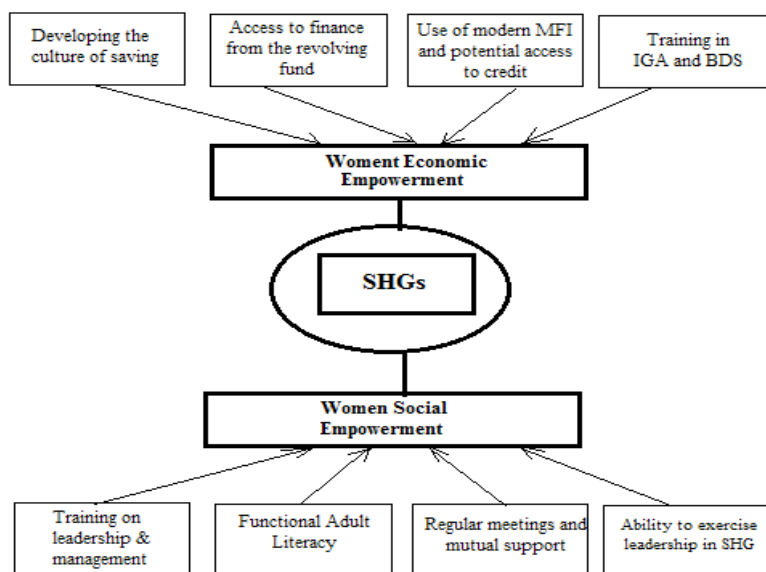 Developing the
culture of saving
Access to finance
from the revolving
fund
Use of modern MFI
and potential access
to credit
Training in
IGA and BDS
Woment Economic
Empowerment
SHGs
Women Social
Empowerment
Training on
leadership &
management
Functional Adult
Literacy
Regular meetings and
mutual support
Ability to exercise
leadership in SHG